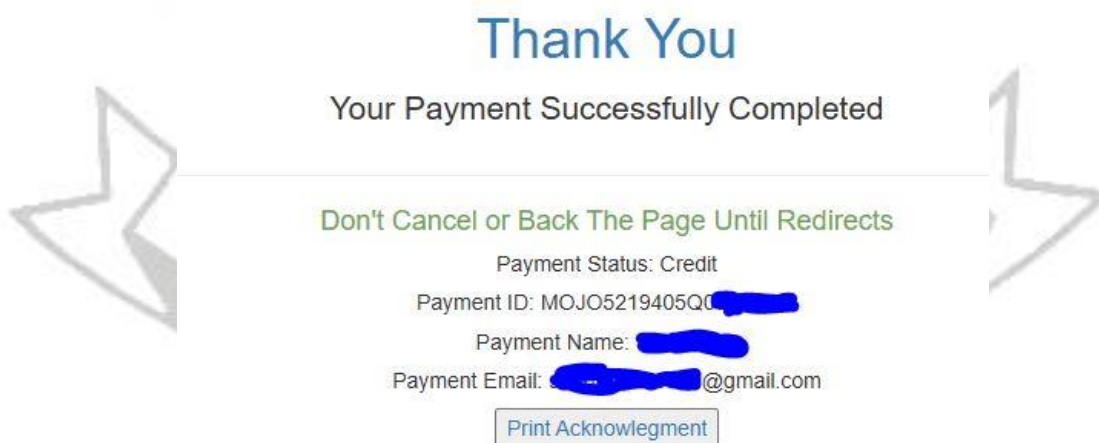 Thank You
Your Payment Successfully Completed
Don't Cancel or Back The Page Until Redirects
Payment Status: Credit
Payment ID: MOJO5219405Q0
Payment Name:
Payment Email: @gmail.com
Print Acknowlegment